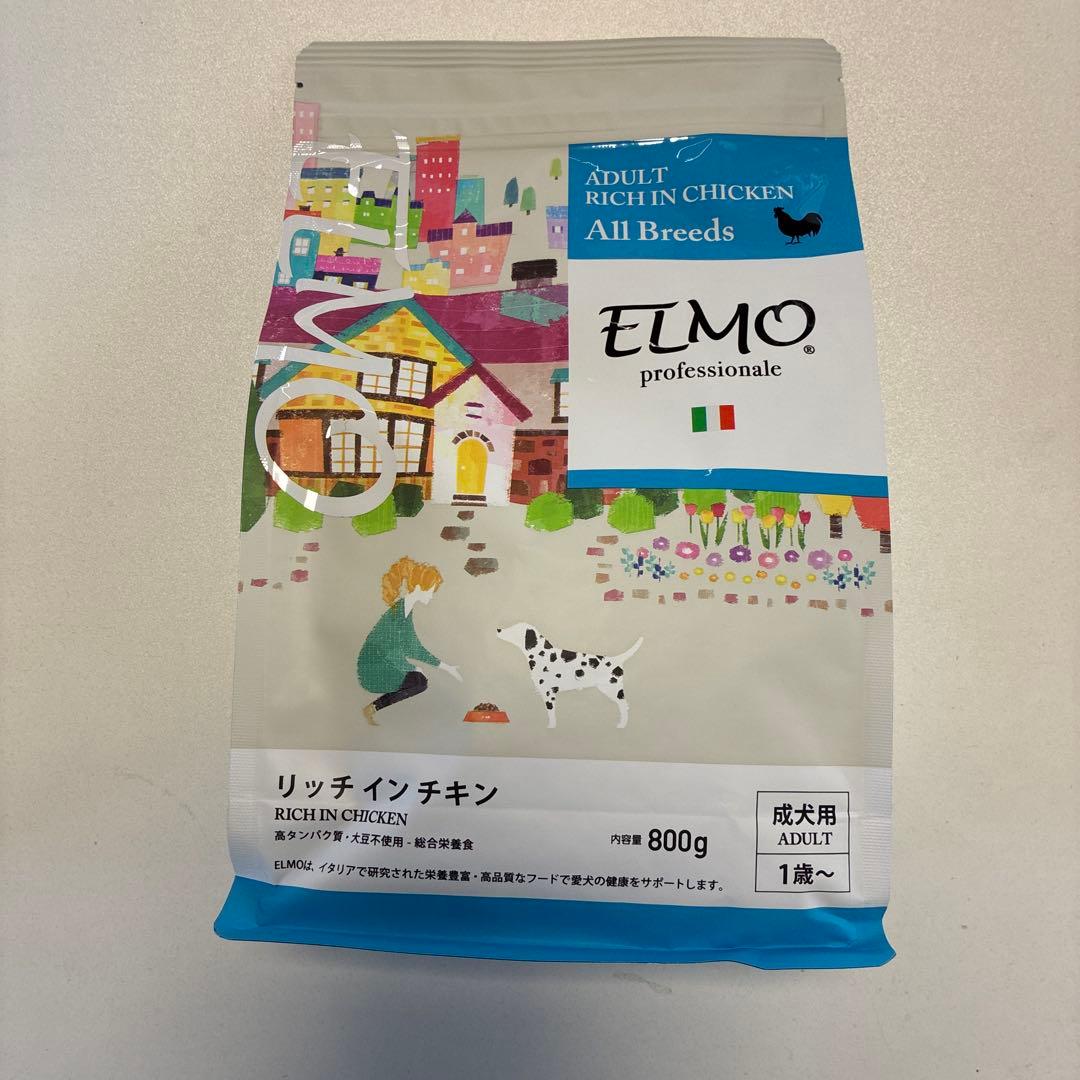 ELMO
ADULT
RICH IN CHICKEN
All Breeds
ELMO®
professionale
リッチ イン チキン
RICH IN CHICKEN
高タンパク質・大豆不使用 - 総合栄養食
内容量 800g
ELMOは、イタリアで研究された栄養豊富・高品質なフードで愛犬の健康をサポートします。
成犬用
ADULT
1歳～